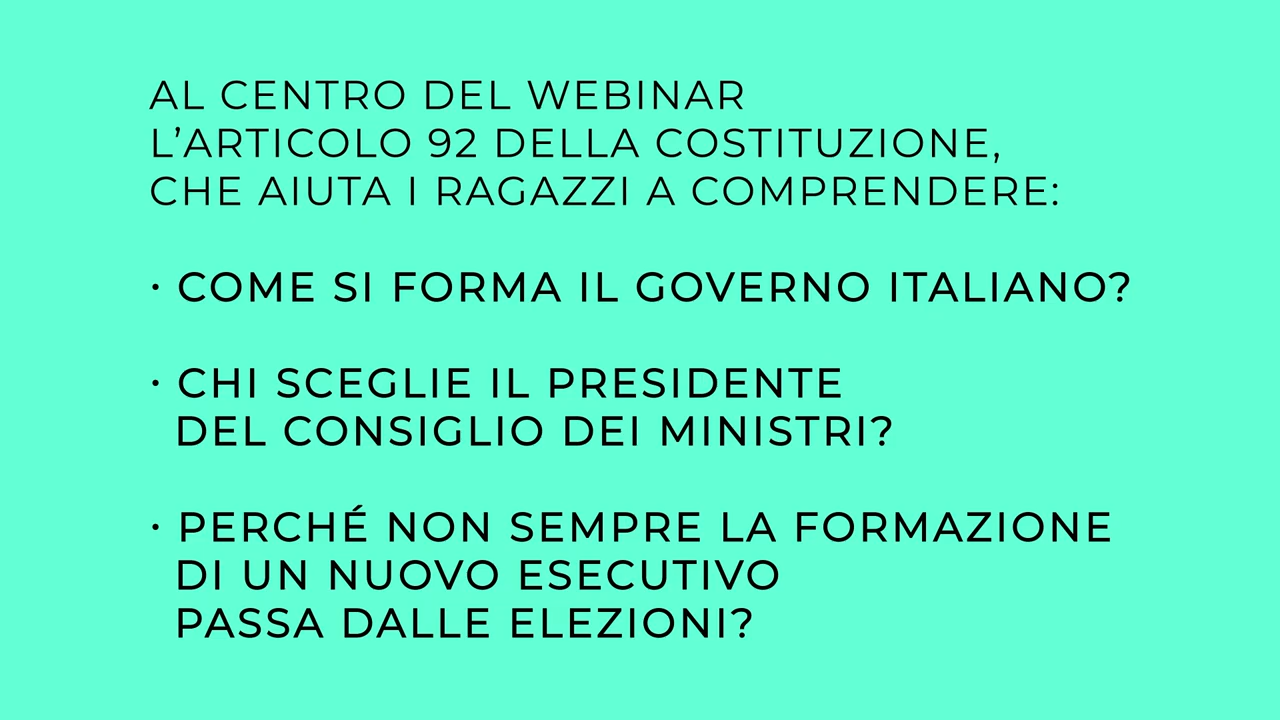 AL CENTRO DEL WEBINAR
L’ARTICOLO 92 DELLA COSTITUZIONE,
CHE AIUTA I RAGAZZI A COMPRENDERE:
· COME SI FORMA IL GOVERNO ITALIANO?
· CHI SCEGLIE IL PRESIDENTE
DEL CONSIGLIO DEI MINISTRI?
· PERCHÉ NON SEMPRE LA FORMAZIONE
DI UN NUOVO ESECUTIVO
PASSA DALLE ELEZIONI?